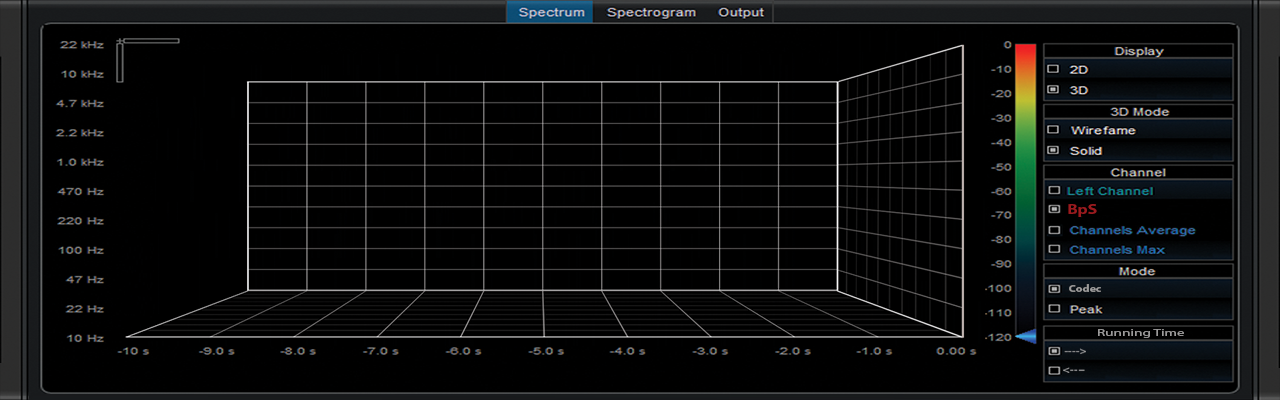 Spectrum Spectrogram Output
22 kHz
10 kHz
4.7 kHz
2.2 kHz
1.0 kHz
470 Hz
220 Hz
100 Hz
47 Hz
22 Hz
10 Hz
-10 s -9.0 s -8.0 s -7.0 s -6.0 s -5.0 s -4.0 s -3.0 s -2.0 s -1.0 s 0.00 s
0
-10
-20
-30
-40
-50
-60
-70
-80
-90
-100
-110
-120
Display
2D
3D
3D Mode
Wirefame
Solid
Channel
Left Channel
BpS
Channels Average
Channels Max
Mode
Codec
Peak
Running Time
---->
<----